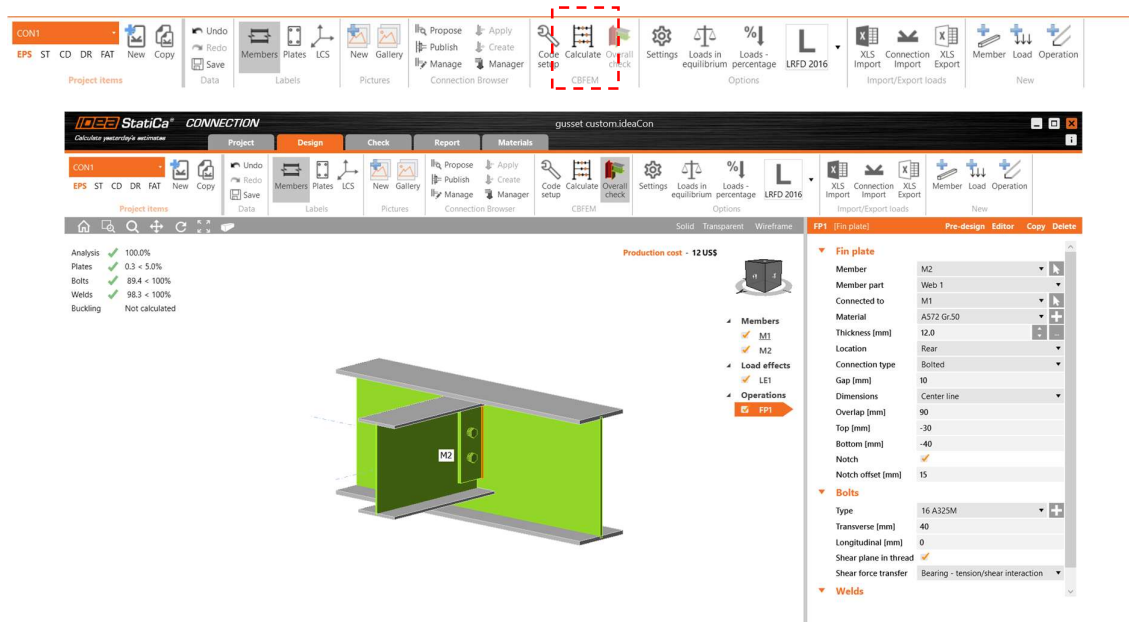 CON1
EPS ST CD DR FAT
New Copy
Project items
Undo
Redo
Save
Data
Members Plates LCS
Labels
New Gallery
Pictures
Propose Apply
Publish Create
Manage Manager
Connection Browser
Code setup Calculate Overall check
CBFEM
Settings Loads in equilibrium Loads - percentage LRFD 2016
Options
XLS Import Connection Import XLS Export
Import/Export loads
Member Load Operation
New
IDEA StatiCa® CONNECTION
Calculate yesterday's estimates
gusset custom.ideaCon
Project Design Check Report Materials
CON1
EPS ST CD DR FAT
New Copy
Project items
Undo
Redo
Save
Data
Members Plates LCS
Labels
New Gallery
Pictures
Propose Apply
Publish Create
Manage Manager
Connection Browser
Code setup Calculate Overall check
CBFEM
Settings Loads in equilibrium Loads - percentage LRFD 2016
Options
XLS Import Connection Import XLS Export
Import/Export loads
Member Load Operation
New
Solid Transparent Wireframe
FP1 [Fin plate] Pre-design Editor Copy Delete
Analysis 100.0%
Plates 0.3 < 5.0%
Bolts 89.4 < 100%
Welds 98.3 < 100%
Buckling Not calculated
Production cost - 12 US$
Members
M1
M2
Load effects
LE1
Operations
FP1
M2
Fin plate
Member M2
Member part Web 1
Connected to M1
Material A572 Gr.50
Thickness [mm] 12.0
Location Rear
Connection type Bolted
Gap [mm] 10
Dimensions Center line
Overlap [mm] 90
Top [mm] -30
Bottom [mm] -40
Notch
Notch offset [mm] 15
Bolts
Type 16 A325M
Transverse [mm] 40
Longitudinal [mm] 0
Shear plane in thread
Shear force transfer Bearing - tension/shear interaction
Welds